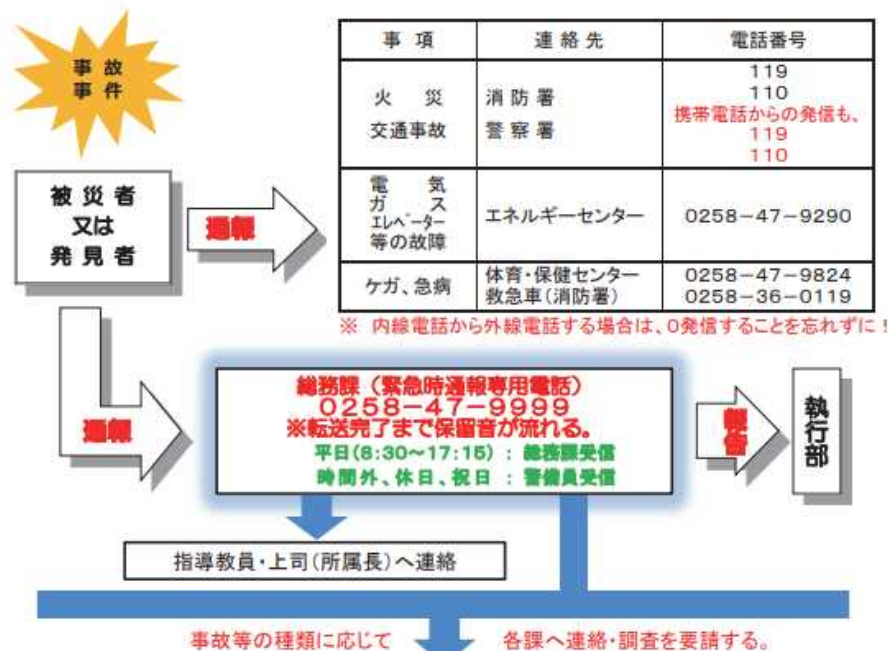 事故
事件
被災者
又は
発見者
通報
事 項 連 絡 先 電話番号
火 災 消 防 署 119
交通事故 警 察 署 110
携帯電話からの発信も、
119
110
電 気
ガ ス
エレベーター
等の故障
エネルギーセンター 0258-47-9290
ケガ、急病
体育・保健センター 0258-47-9824
救急車(消防署) 0258-36-0119
※ 内線電話から外線電話する場合は、0発信することを忘れずに!
通報
総務課（緊急時通報専用電話）
0258-47-9999
※転送完了まで保留音が流れる。
平日(8:30～17:15) : 総務課受信
時間外、休日、祝日 : 警備員受信
報告
執行部
指導教員・上司(所属長)へ連絡
事故等の種類に応じて 各課へ連絡・調査を要請する。